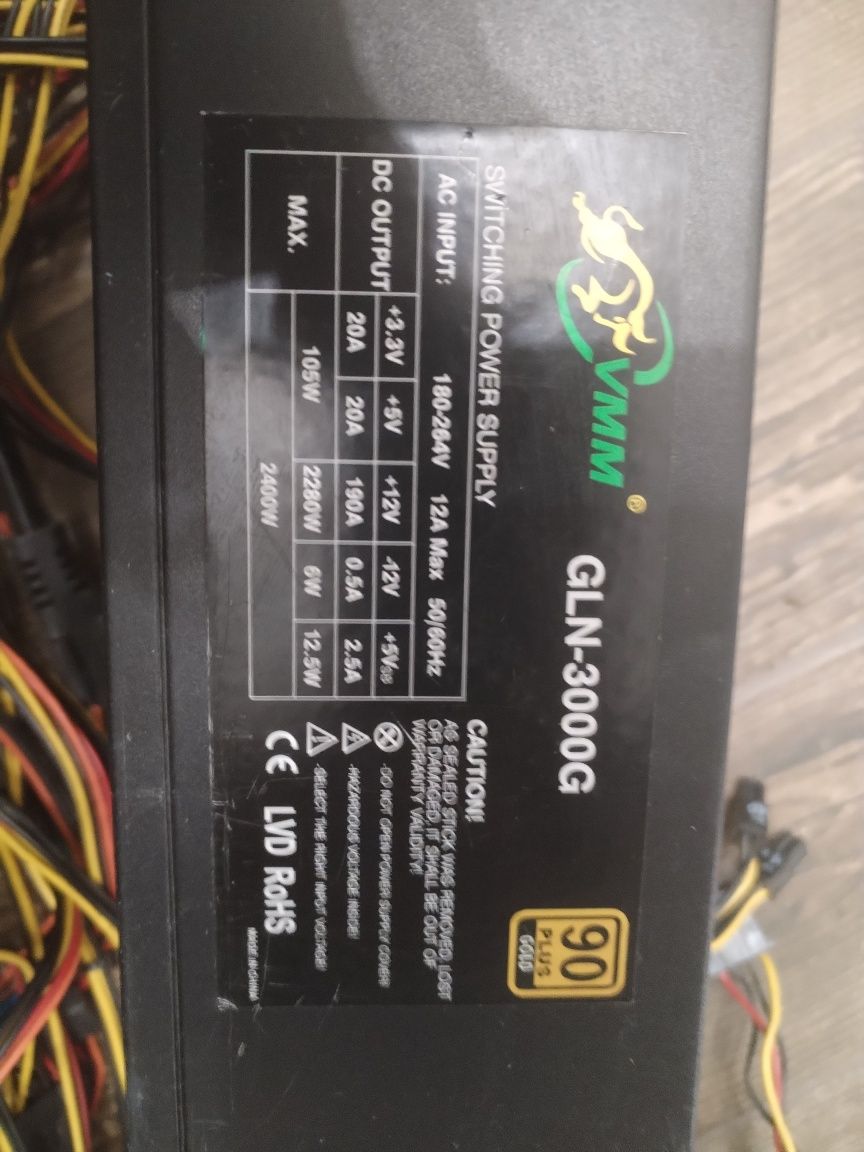 VMM ®
GLN-3000G
90
PLUS
GOLD
SWITCHING POWER SUPPLY
AC INPUT: 180-264V 12A Max 50/60Hz
DC OUTPUT +3.3V +5V +12V -12V +5VSB
20A 20A 190A 0.5A 2.5A
MAX. 105W 2280W 6W 12.5W
2400W
CAUTION!
AS SEALED STICK WAS REMOVED, LOST
OR DAMAGED, IT SHALL BE OUT OF
WARRANTY VALIDITY!
-DO NOT OPEN POWER SUPPLY COVER!
-HAZARDOUS VOLTAGE INSIDE!
-SELECT THE RIGHT INPUT VOLTAGE!
CE LVD RoHS
MADE IN CHINA